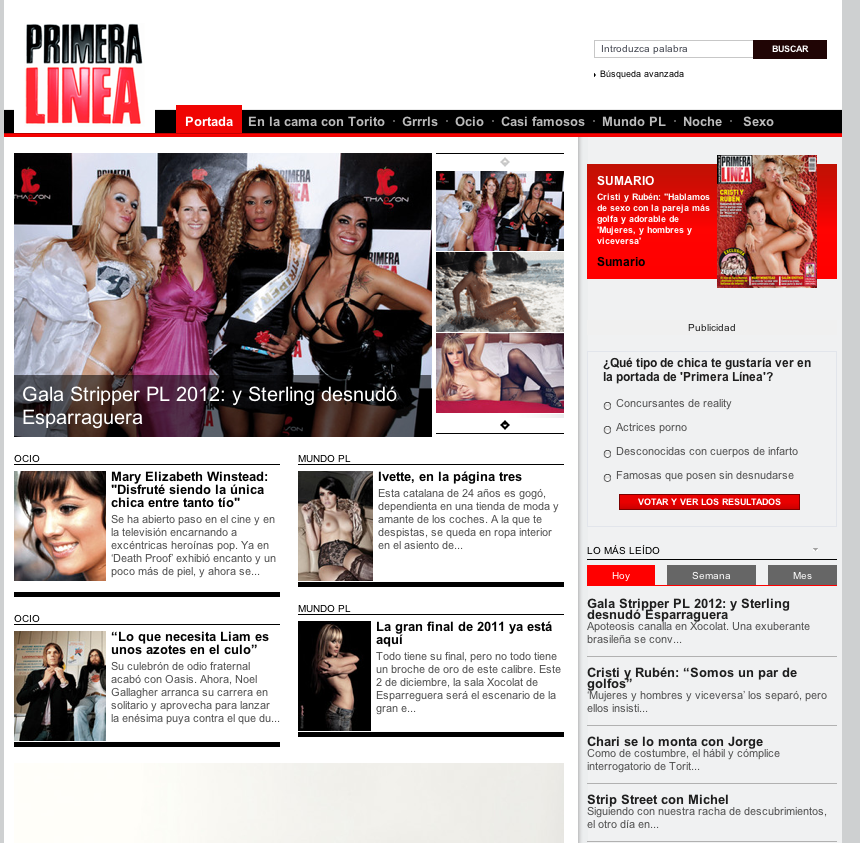 PRIMERA
LINEA
Introduzca palabra
BUSCAR
Búsqueda avanzada
Portada
En la cama con Torito · Grrrls · Ocio · Casi famosos · Mundo PL · Noche · Sexo
THAGSON
Gala Stripper PL 2012: y Sterling desnudó
Esparraguera
SUMARIO
Cristi y Rubén: "Hablamos
de sexo con la pareja más
golfa y adorable de
'Mujeres, y hombres y
viceversa'
Sumario
PRIMERA
LINEA
CRISTI Y
RUBEN
Publicidad
¿Qué tipo de chica te gustaría ver en
la portada de 'Primera Línea'?
Concursantes de reality
Actrices porno
Desconocidas con cuerpos de infarto
Famosas que posen sin desnudarse
VOTAR Y VER LOS RESULTADOS
OCIO
Mary Elizabeth Winstead:
"Disfruté siendo la única
chica entre tanto tío"
Se ha abierto paso en el cine y en
la televisión encarnando a
excéntricas heroínas pop. Ya en
'Death Proof' exhibió encanto y un
poco más de piel, y ahora se...
MUNDO PL
Ivette, en la página tres
Esta catalana de 24 años es gogó,
dependienta en una tienda de moda y
amante de los coches. A la que te
despistas, se queda en ropa interior
en el asiento de...
OCIO
“Lo que necesita Liam es
unos azotes en el culo”
Su culebrón de odio fraternal
acabó con Oasis. Ahora, Noel
Gallagher arranca su carrera en
solitario y aprovecha para lanzar
la enésima puya contra el que du...
MUNDO PL
La gran final de 2011 ya está
aquí
Todo tiene su final, pero no todo tiene
un broche de oro de este calibre. Este
2 de diciembre, la sala Xocolat de
Esparreguera será el escenario de la
gran e...
LO MÁS LEÍDO
Hoy
Semana
Mes
Gala Stripper PL 2012: y Sterling
desnudó Esparraguera
Apoteosis canalla en Xocolat. Una exuberante
brasileña se conv...
Cristi y Rubén: “Somos un par de
golfos”
'Mujeres y hombres y viceversa' los separó, pero
ellos insisti...
Chari se lo monta con Jorge
Como de costumbre, el hábil y cómplice
interrogatorio de Torit...
Strip Street con Michel
Siguiendo con nuestra racha de descubrimientos,
el otro día en...